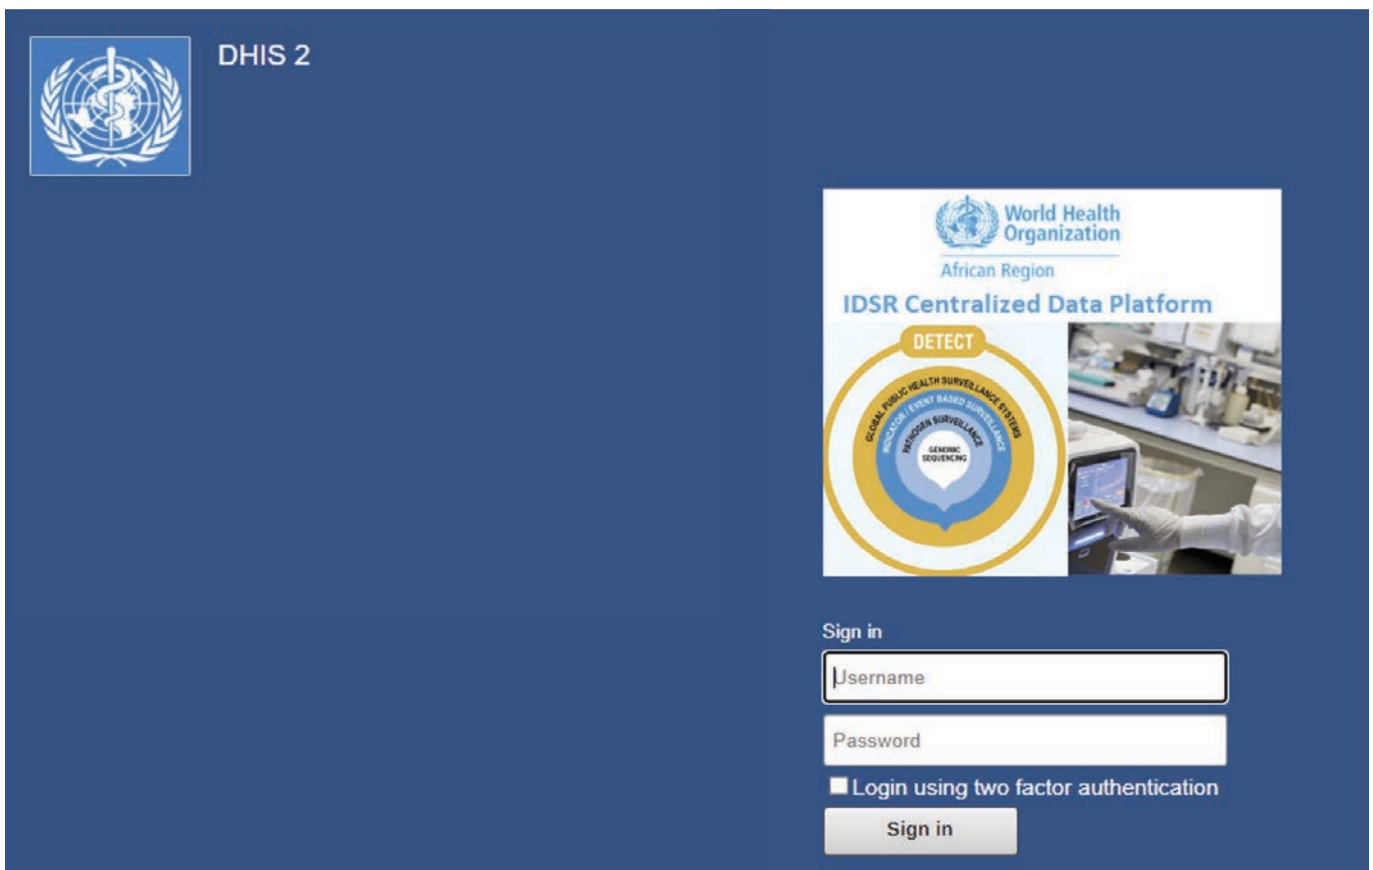 DHIS 2
World Health
Organization
African Region
IDSR Centralized Data Platform
DETECT
GLOBAL PUBLIC HEALTH SURVEILLANCE SYSTEMS
INDICATOR / EVENT BASED SURVEILLANCE
PATHOGEN SURVEILLANCE
GENOMIC
SEQUENCING
Sign in
Username
Password
Login using two factor authentication
Sign in